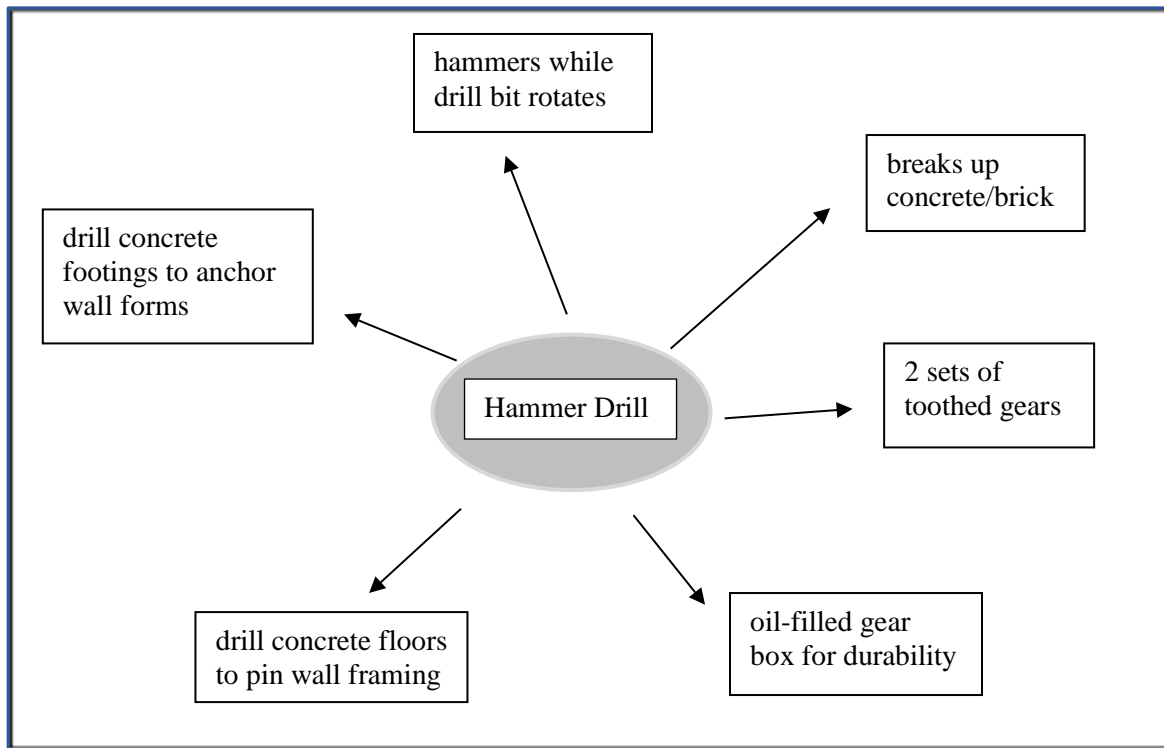 hammers while
drill bit rotates
breaks up
concrete/brick
drill concrete
footings to anchor
wall forms
2 sets of
toothed gears
Hammer Drill
oil-filled gear
box for durability
drill concrete floors
to pin wall framing